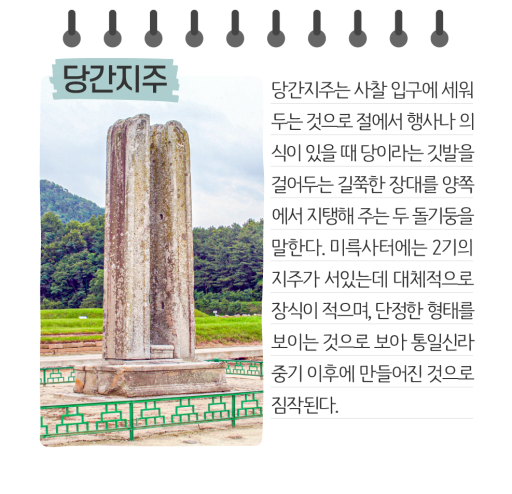 당간지주
당간지주는 사찰 입구에 세워
두는 것으로 절에서 행사나 의
식이 있을 때 당이라는 깃발을
걸어두는 길쭉한 장대를 양쪽
에서 지탱해 주는 두 돌기둥을
말한다. 미륵사터에는 2기의
지주가 서있는데 대체적으로
장식이 적으며, 단정한 형태를
보이는 것으로 보아 통일신라
중기 이후에 만들어진 것으로
짐작된다.